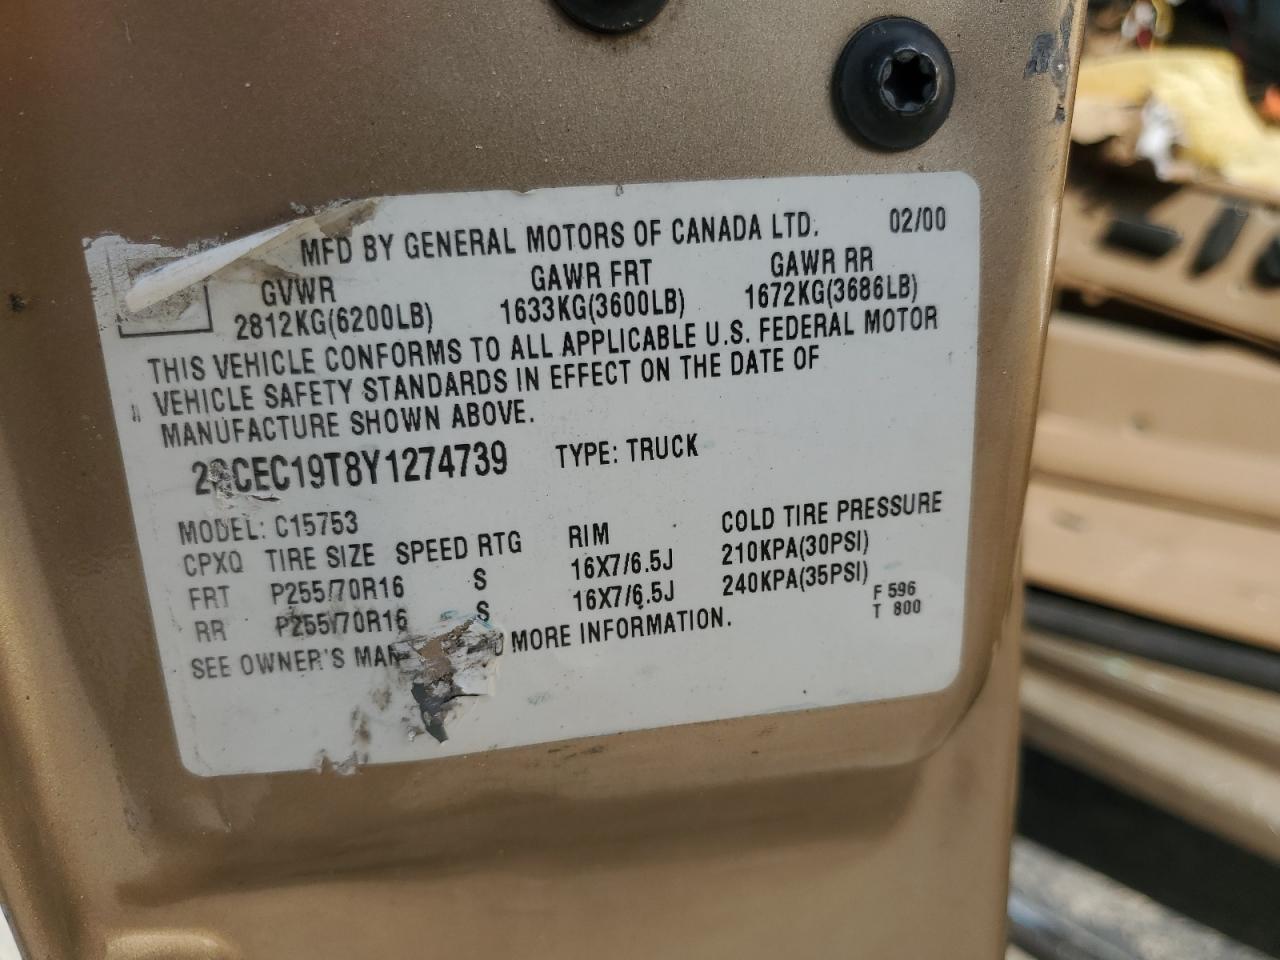 MFD BY GENERAL MOTORS OF CANADA LTD. 02/00
GVWR GAWR FRT GAWR RR
2812KG(6200LB) 1633KG(3600LB) 1672KG(3686LB)
THIS VEHICLE CONFORMS TO ALL APPLICABLE U.S. FEDERAL MOTOR
VEHICLE SAFETY STANDARDS IN EFFECT ON THE DATE OF
MANUFACTURE SHOWN ABOVE.
TYPE: TRUCK
MODEL: C15753
CPXQ TIRE SIZE SPEED RTG RIM COLD TIRE PRESSURE
FRT P255/70R16 S 16X7/6.5J 210KPA(30PSI)
RR P255/70R16 S 16X7/6.5J 240KPA(35PSI)
F 596
T 800
SEE OWNER'S MORE INFORMATION.